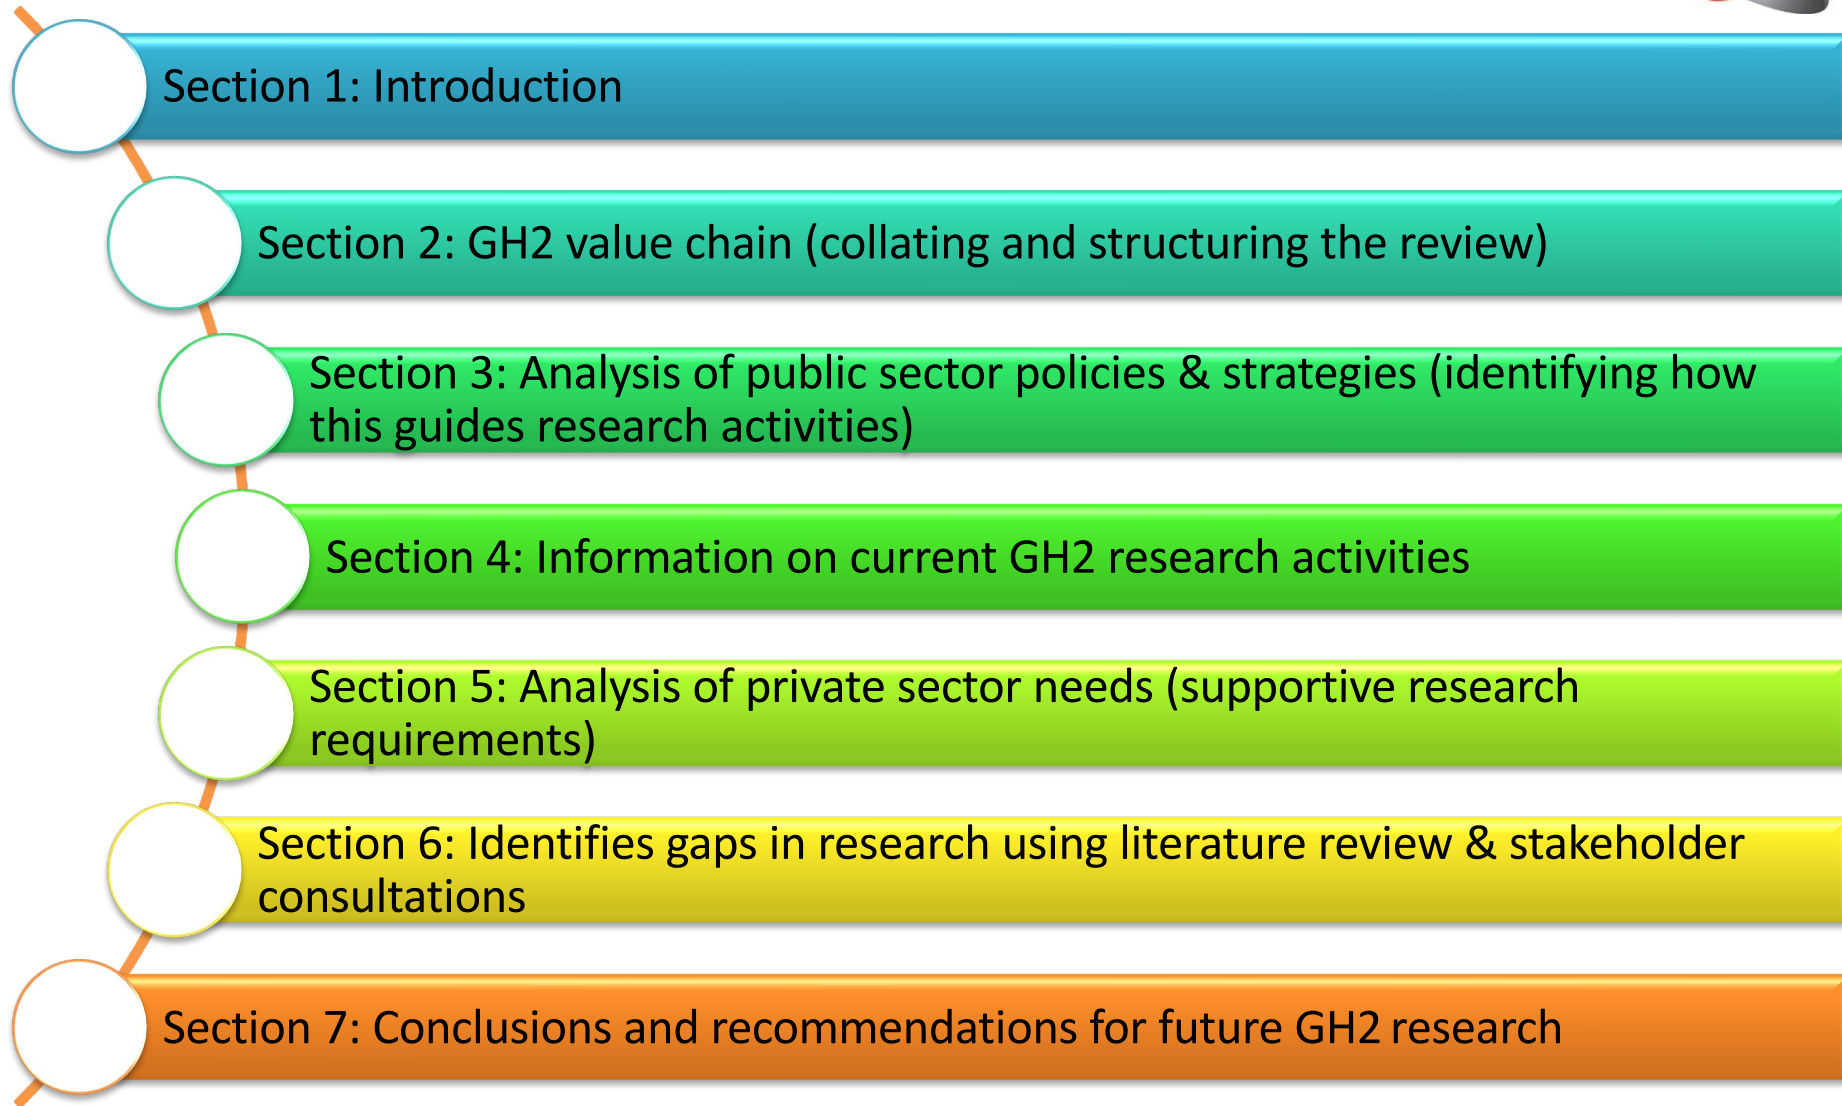 Section 1: Introduction
Section 2: GH2 value chain (collating and structuring the review)
Section 3: Analysis of public sector policies & strategies (identifying how
this guides research activities)
Section 4: Information on current GH2 research activities
Section 5: Analysis of private sector needs (supportive research
requirements)
Section 6: Identifies gaps in research using literature review & stakeholder
consultations
Section 7: Conclusions and recommendations for future GH2 research